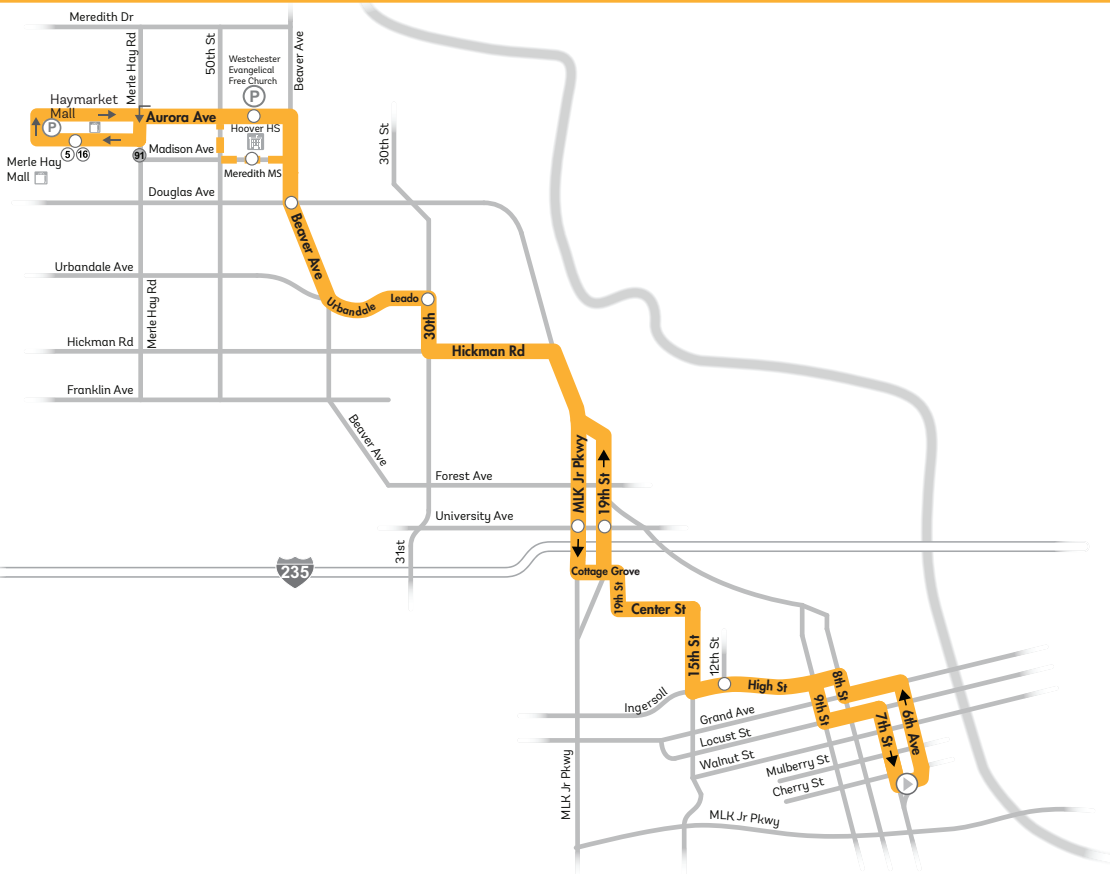 Meredith Dr
Merle Hay Rd
50th St
Beaver Ave
Westchester
Evangelical
Free Church
P
Haymarket
Mall
P
Aurora Ave
Hoover HS
5 16
91
Madison Ave
Merle Hay
Mall
Meredith MS
30th St
Douglas Ave
Beaver Ave
Urbandale Ave
Urbandale
Leado
Merle Hay Rd
30th
Hickman Rd
Hickman Rd
Franklin Ave
Beaver Ave
MLK Jr Pkwy
19th St
Forest Ave
University Ave
31st
235
Cottage Grove
19th St
Center St
15th St
12th St
Ingersoll
High St
8th St
9th St
7th St
6th Ave
Grand Ave
Locust St
Walnut St
Mulberry St
Cherry St
MLK Jr Pkwy
MLK Jr Pkwy